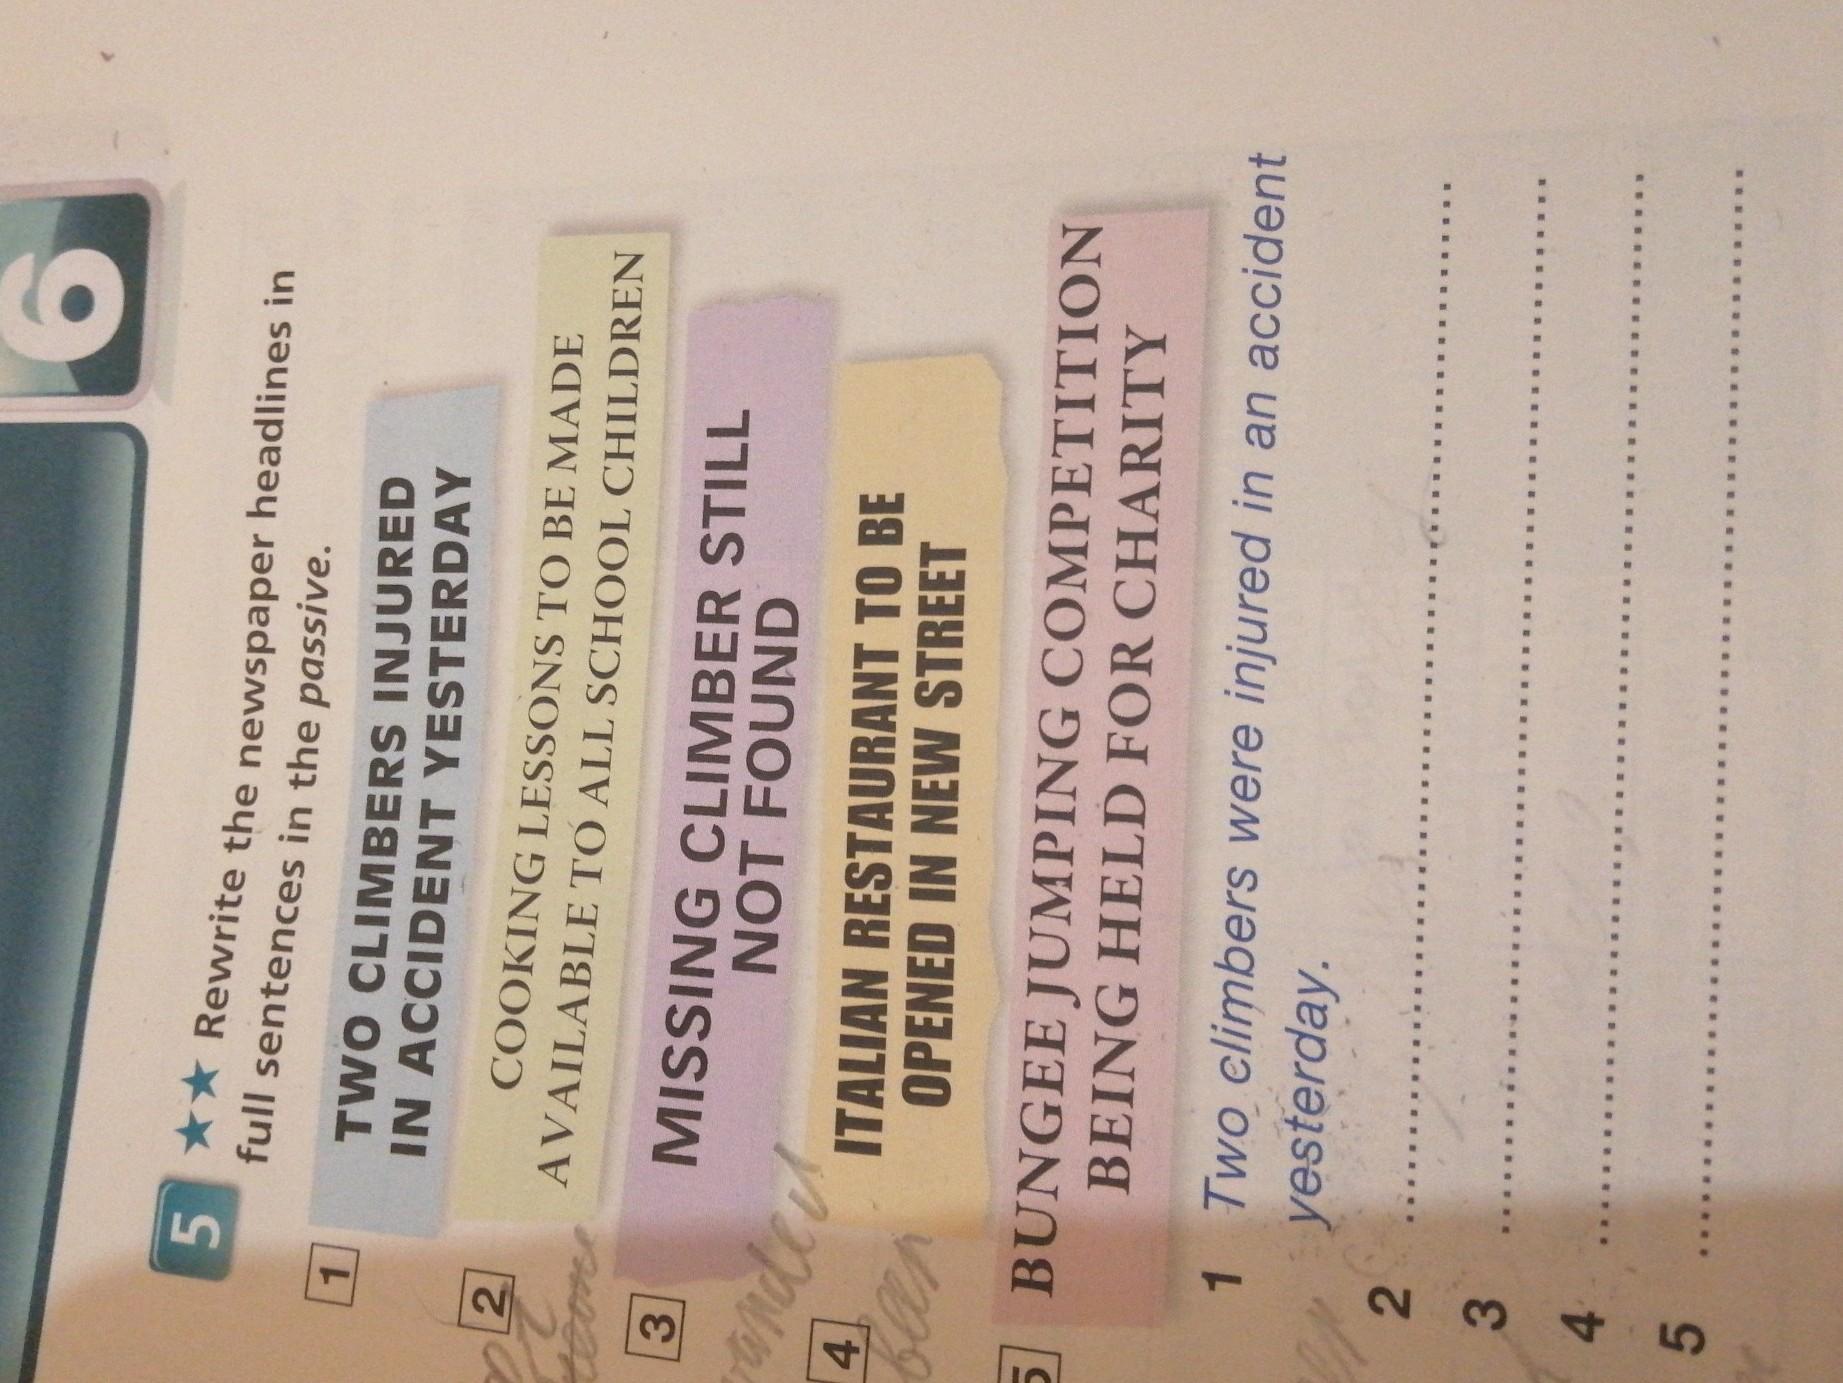 6
5 ★★ Rewrite the newspaper headlines in
full sentences in the passive.
1 TWO CLIMBERS INJURED
IN ACCIDENT YESTERDAY
2 COOKING LESSONS TO BE MADE
AVAILABLE TO ALL SCHOOL CHILDREN
3 MISSING CLIMBER STILL
NOT FOUND
4 ITALIAN RESTAURANT TO BE
OPENED IN NEW STREET
5 BUNGEE JUMPING COMPETITION
BEING HELD FOR CHARITY
1 Two climbers were injured in an accident
yesterday.
2
3
4
5